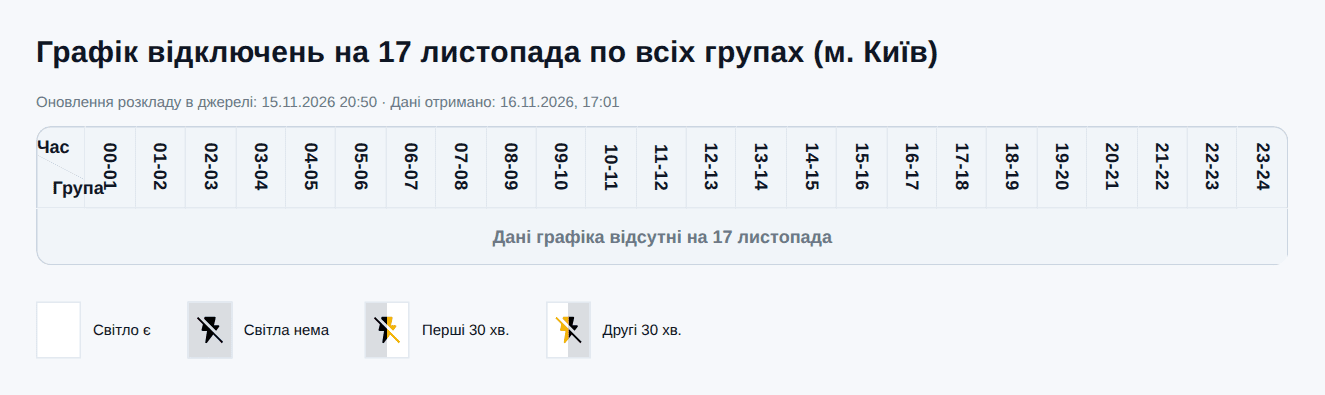 Графік відключень на 17 листопада по всіх групах (м. Київ)
Оновлення розкладу в джерелі: 15.11.2026 20:50 · Дані отримано: 16.11.2026, 17:01
Час
Група
00-01 01-02 02-03 03-04 04-05 05-06 06-07 07-08 08-09 09-10 10-11 11-12 12-13 13-14 14-15 15-16 16-17 17-18 18-19 19-20 20-21 21-22 22-23 23-24
Дані графіка відсутні на 17 листопада
Світло є Світла нема Перші 30 хв. Другі 30 хв.